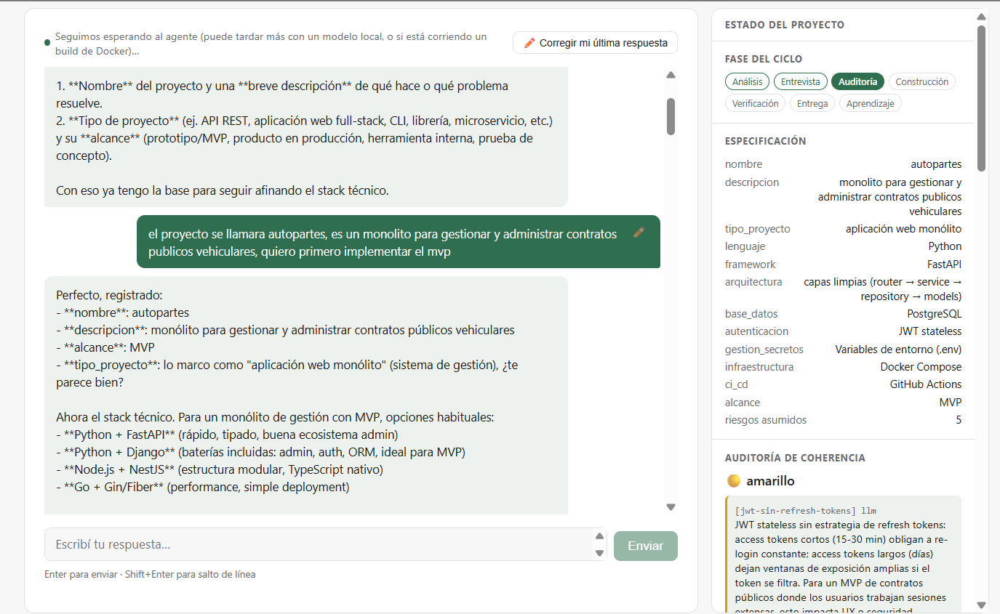 Seguimos esperando al agente (puede tardar más con un modelo local, o si está corriendo un
build de Docker)...
Corregir mi última respuesta
1. **Nombre** del proyecto y una **breve descripción** de qué hace o qué problema
resuelve.
2. **Tipo de proyecto** (ej. API REST, aplicación web full-stack, CLI, librería, microservicio, etc.)
y su **alcance** (prototipo/MVP, producto en producción, herramienta interna, prueba de
concepto).
Con eso ya tengo la base para seguir afinando el stack técnico.
el proyecto se llamara autopartes, es un monolito para gestionar y administrar contratos
publicos vehiculares, quiero primero implementar el mvp
Perfecto, registrado:
- **nombre**: autopartes
- **descripcion**: monólito para gestionar y administrar contratos públicos vehiculares
- **alcance**: MVP
- **tipo_proyecto**: lo marco como "aplicación web monólito" (sistema de gestión), ¿te
parece bien?
Ahora el stack técnico. Para un monólito de gestión con MVP, opciones habituales:
- **Python + FastAPI** (rápido, tipado, buena ecosistema admin)
- **Python + Django** (baterías incluidas: admin, auth, ORM, ideal para MVP)
- **Node.js + NestJS** (estructura modular, TypeScript nativo)
- **Go + Gin/Fiber** (performance, simple deployment)
Escribí tu respuesta...
Enviar
Enter para enviar · Shift+Enter para salto de línea
ESTADO DEL PROYECTO
FASE DEL CICLO
Análisis Entrevista Auditoría Construcción
Verificación Entrega Aprendizaje
ESPECIFICACIÓN
nombre autopartes
descripcion monolito para gestionar y
administrar contratos publicos
vehiculares
tipo_proyecto aplicación web monólito
lenguaje Python
framework FastAPI
arquitectura capas limpias (router → service →
repository → models)
base_datos PostgreSQL
autenticacion JWT stateless
gestion_secretos Variables de entorno (.env)
infraestructura Docker Compose
ci_cd GitHub Actions
alcance MVP
riesgos asumidos 5
AUDITORÍA DE COHERENCIA
amarillo
[jwt-sin-refresh-tokens] llm
JWT stateless sin estrategia de refresh tokens:
access tokens cortos (15-30 min) obligan a re-
login constante; access tokens largos (días)
dejan ventanas de exposición amplias si el
token se filtra. Para un MVP de contratos
públicos donde los usuarios trabajan sesiones
extensas, esto impacta UX o seguridad